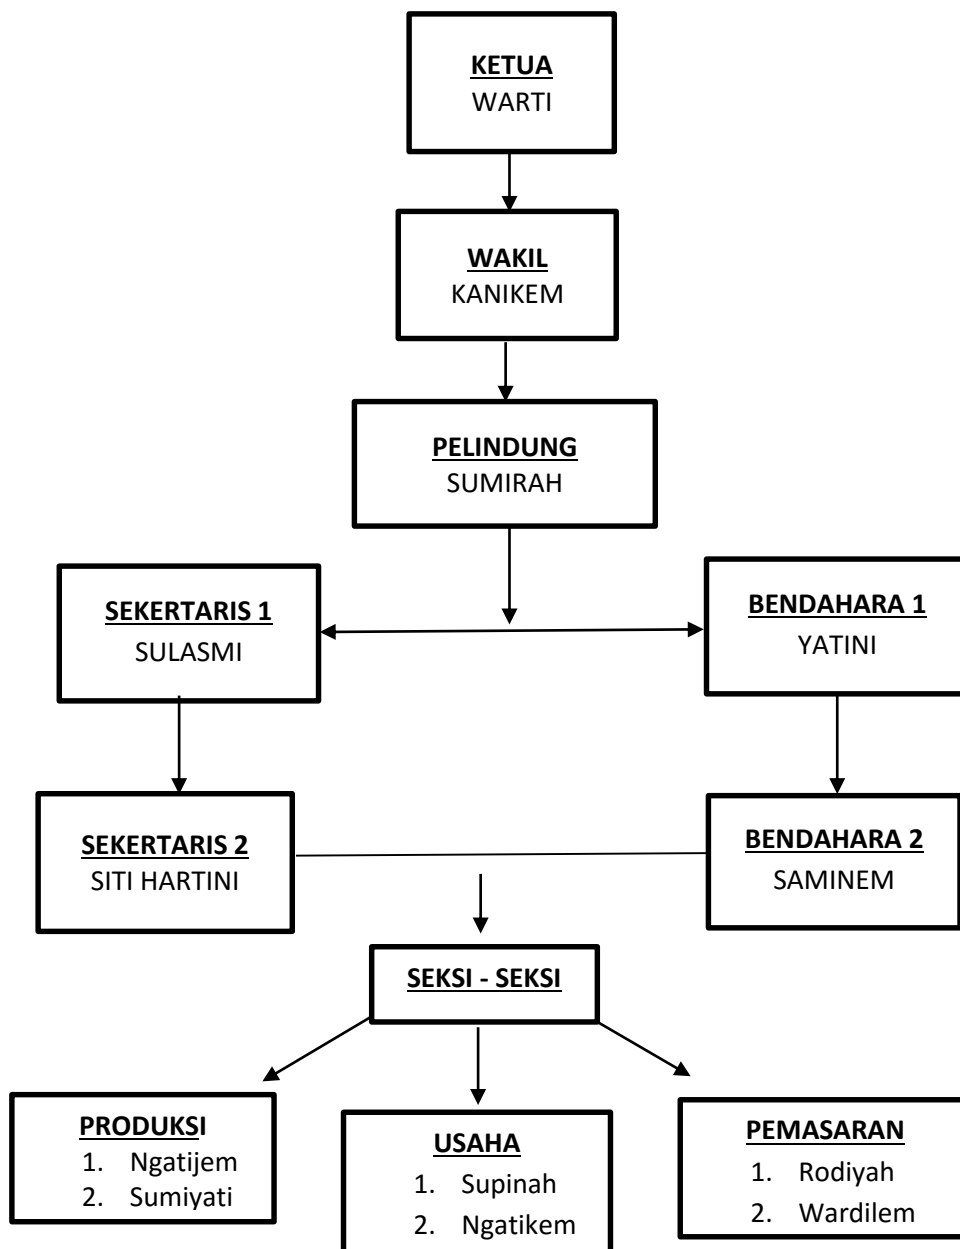 KETUA
WARTI
WAKIL
KANIKEM
PELINDUNG
SUMIRAH
SEKERTARIS 1
SULASMI
BENDAHARA 1
YATINI
SEKERTARIS 2
SITI HARTINI
BENDAHARA 2
SAMINEM
SEKSI - SEKSI
PRODUKSI
1. Ngatijem
2. Sumiyati
USAHA
1. Supinah
2. Ngatikem
PEMASARAN
1. Rodiyah
2. Wardilem